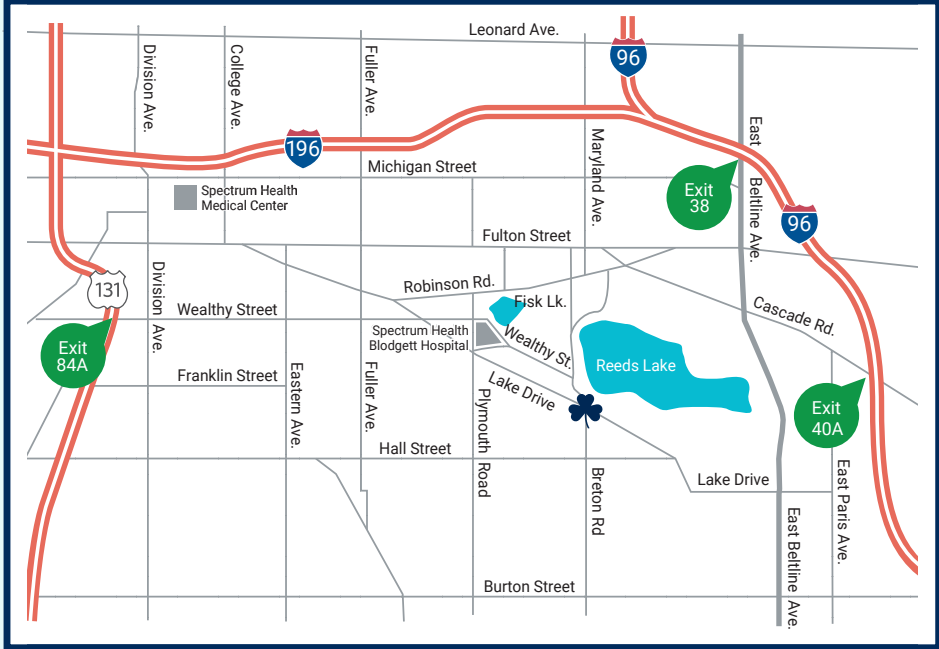 Leonard Ave.
96
Division Ave.
College Ave.
Fuller Ave.
196
Maryland Ave.
East Beltline Ave.
Michigan Street
Exit
38
Spectrum Health
Medical Center
96
Fulton Street
131
Division Ave.
Robinson Rd.
Fisk Lk.
Wealthy Street
Cascade Rd.
Spectrum Health
Blodgett Hospital
Wealthy St.
Exit
84A
Reeds Lake
Franklin Street
Eastern Ave.
Fuller Ave.
Lake Drive
Plymouth Road
Exit
40A
Hall Street
Breton Rd
Lake Drive
East Paris Ave.
East Beltline Ave.
Burton Street